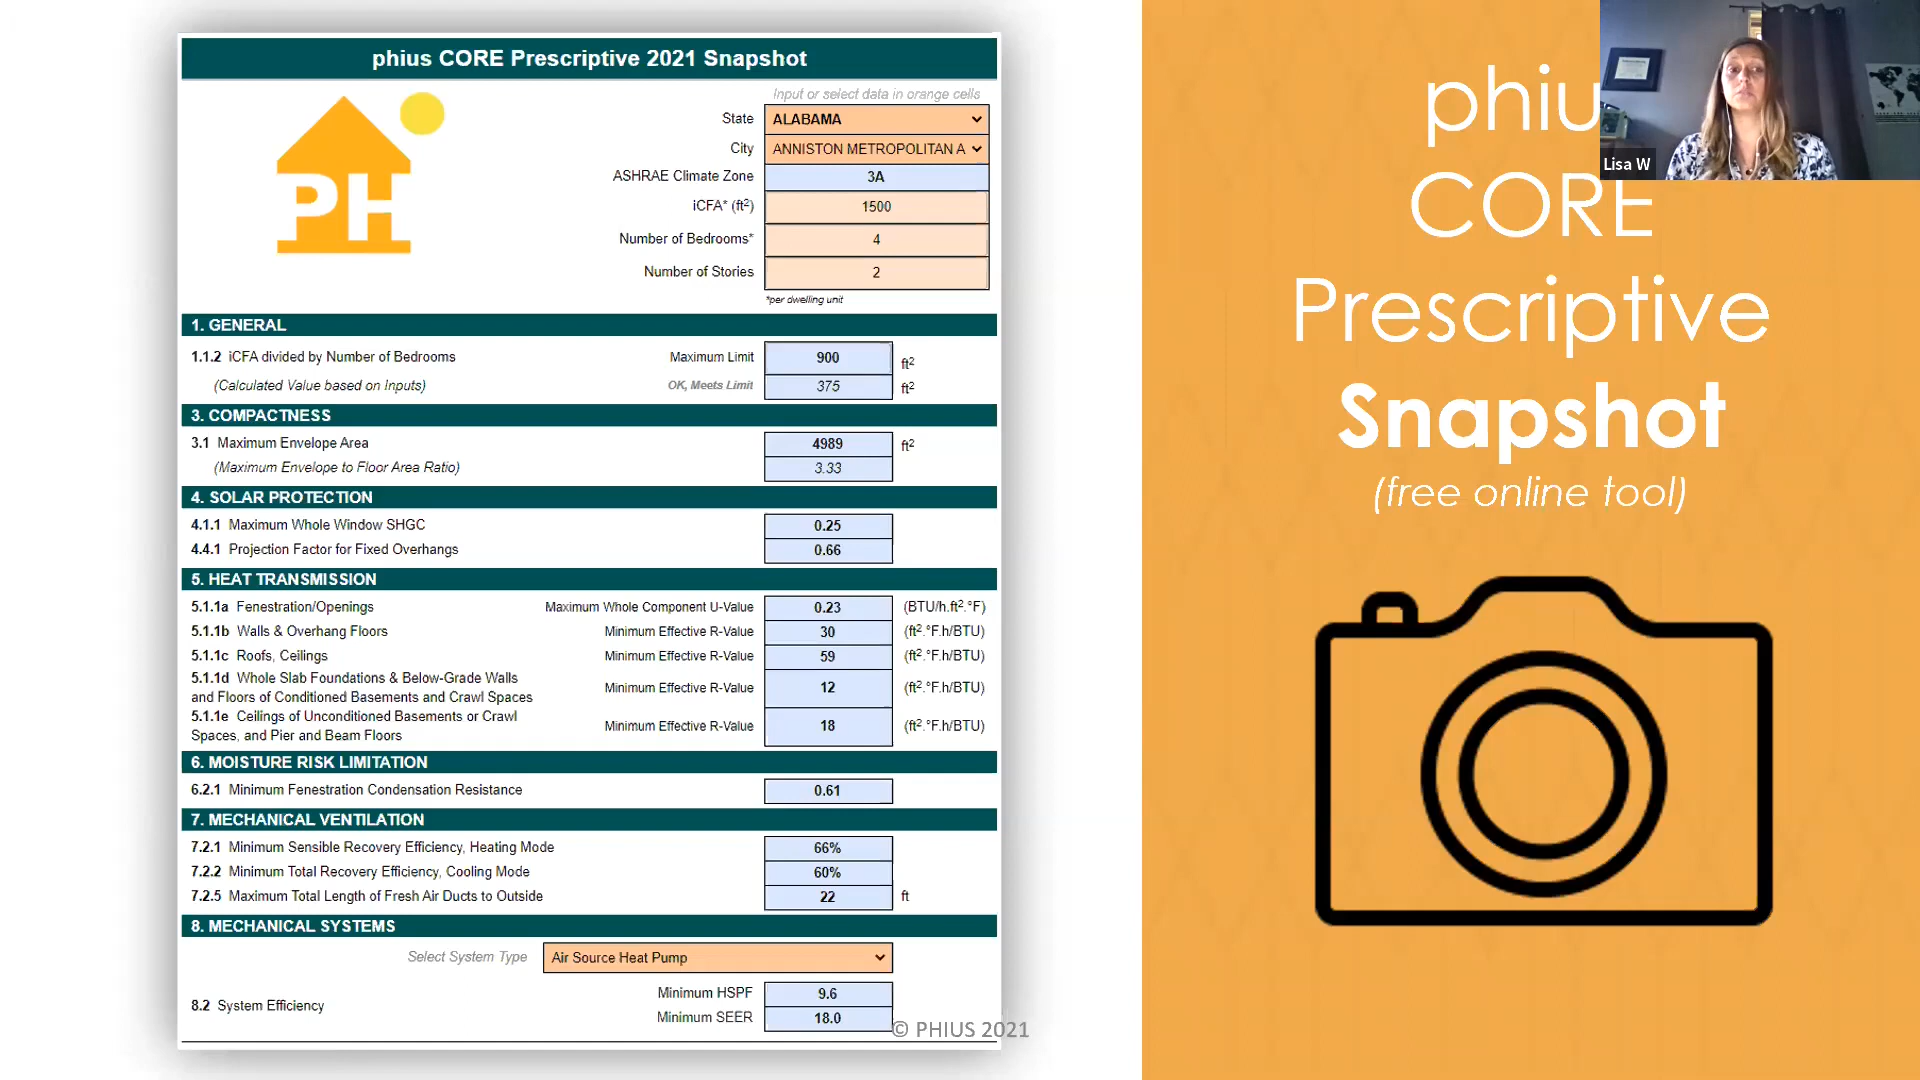 phius CORE Prescriptive 2021 Snapshot
Input or select data in orange cells
PH
State ALABAMA
City ANNISTON METROPOLITAN A
ASHRAE Climate Zone 3A
iCFA* (ft²) 1500
Number of Bedrooms* 4
Number of Stories 2
*per dwelling unit
1. GENERAL
1.1.2 iCFA divided by Number of Bedrooms Maximum Limit 900 ft²
(Calculated Value based on Inputs) OK, Meets Limit 375 ft²
3. COMPACTNESS
3.1 Maximum Envelope Area 4989 ft²
(Maximum Envelope to Floor Area Ratio) 3.33
4. SOLAR PROTECTION
4.1.1 Maximum Whole Window SHGC 0.25
4.4.1 Projection Factor for Fixed Overhangs 0.66
5. HEAT TRANSMISSION
5.1.1a Fenestration/Openings Maximum Whole Component U-Value 0.23 (BTU/h.ft².°F)
5.1.1b Walls & Overhang Floors Minimum Effective R-Value 30 (ft².°F.h/BTU)
5.1.1c Roofs, Ceilings Minimum Effective R-Value 59 (ft².°F.h/BTU)
5.1.1d Whole Slab Foundations & Below-Grade Walls
and Floors of Conditioned Basements and Crawl Spaces Minimum Effective R-Value 12 (ft².°F.h/BTU)
5.1.1e Ceilings of Unconditioned Basements or Crawl
Spaces, and Pier and Beam Floors Minimum Effective R-Value 18 (ft².°F.h/BTU)
6. MOISTURE RISK LIMITATION
6.2.1 Minimum Fenestration Condensation Resistance 0.61
7. MECHANICAL VENTILATION
7.2.1 Minimum Sensible Recovery Efficiency, Heating Mode 66%
7.2.2 Minimum Total Recovery Efficiency, Cooling Mode 60%
7.2.5 Maximum Total Length of Fresh Air Ducts to Outside 22 ft
8. MECHANICAL SYSTEMS
Select System Type Air Source Heat Pump
8.2 System Efficiency Minimum HSPF 9.6
Minimum SEER 18.0
© PHIUS 2021
phiu
CORE
Prescriptive
Snapshot
(free online tool)
Lisa W